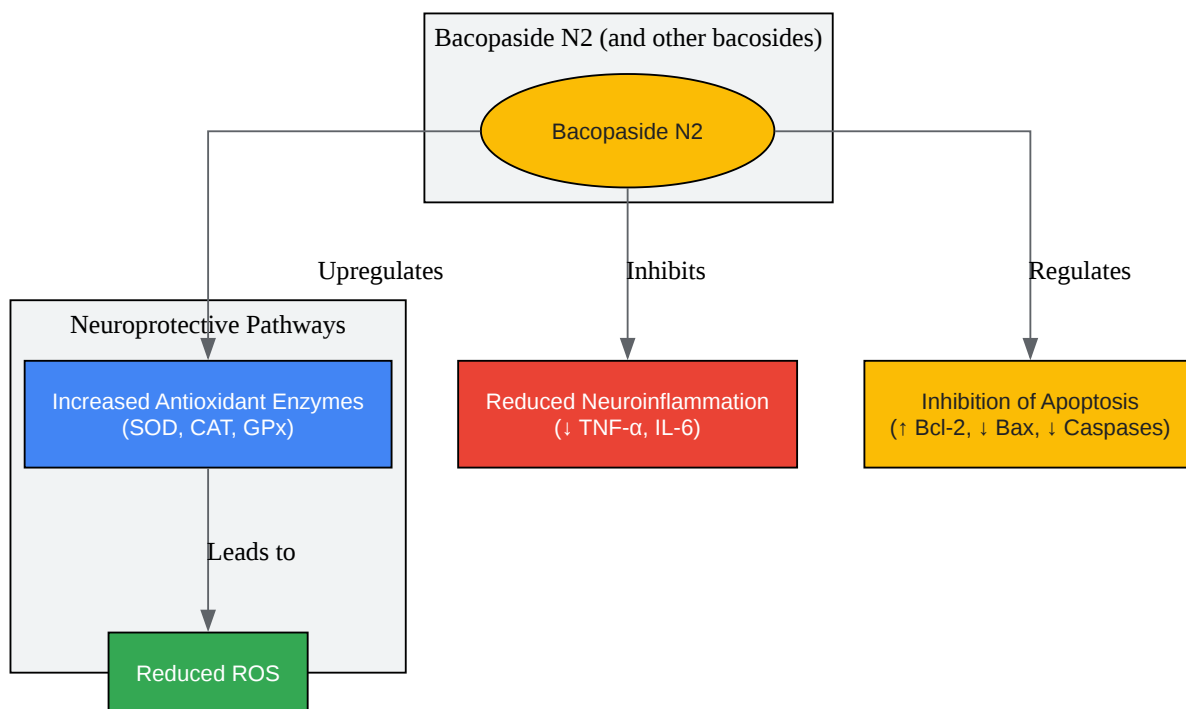 Bacopaside N2 (and other bacosides)
Bacopaside N2
Upregulates
Inhibits
Regulates
Neuroprotective Pathways
Increased Antioxidant Enzymes
(SOD, CAT, GPx)
Reduced Neuroinflammation
(↓ TNF-α, IL-6)
Inhibition of Apoptosis
(↑ Bcl-2, ↓ Bax, ↓ Caspases)
Leads to
Reduced ROS